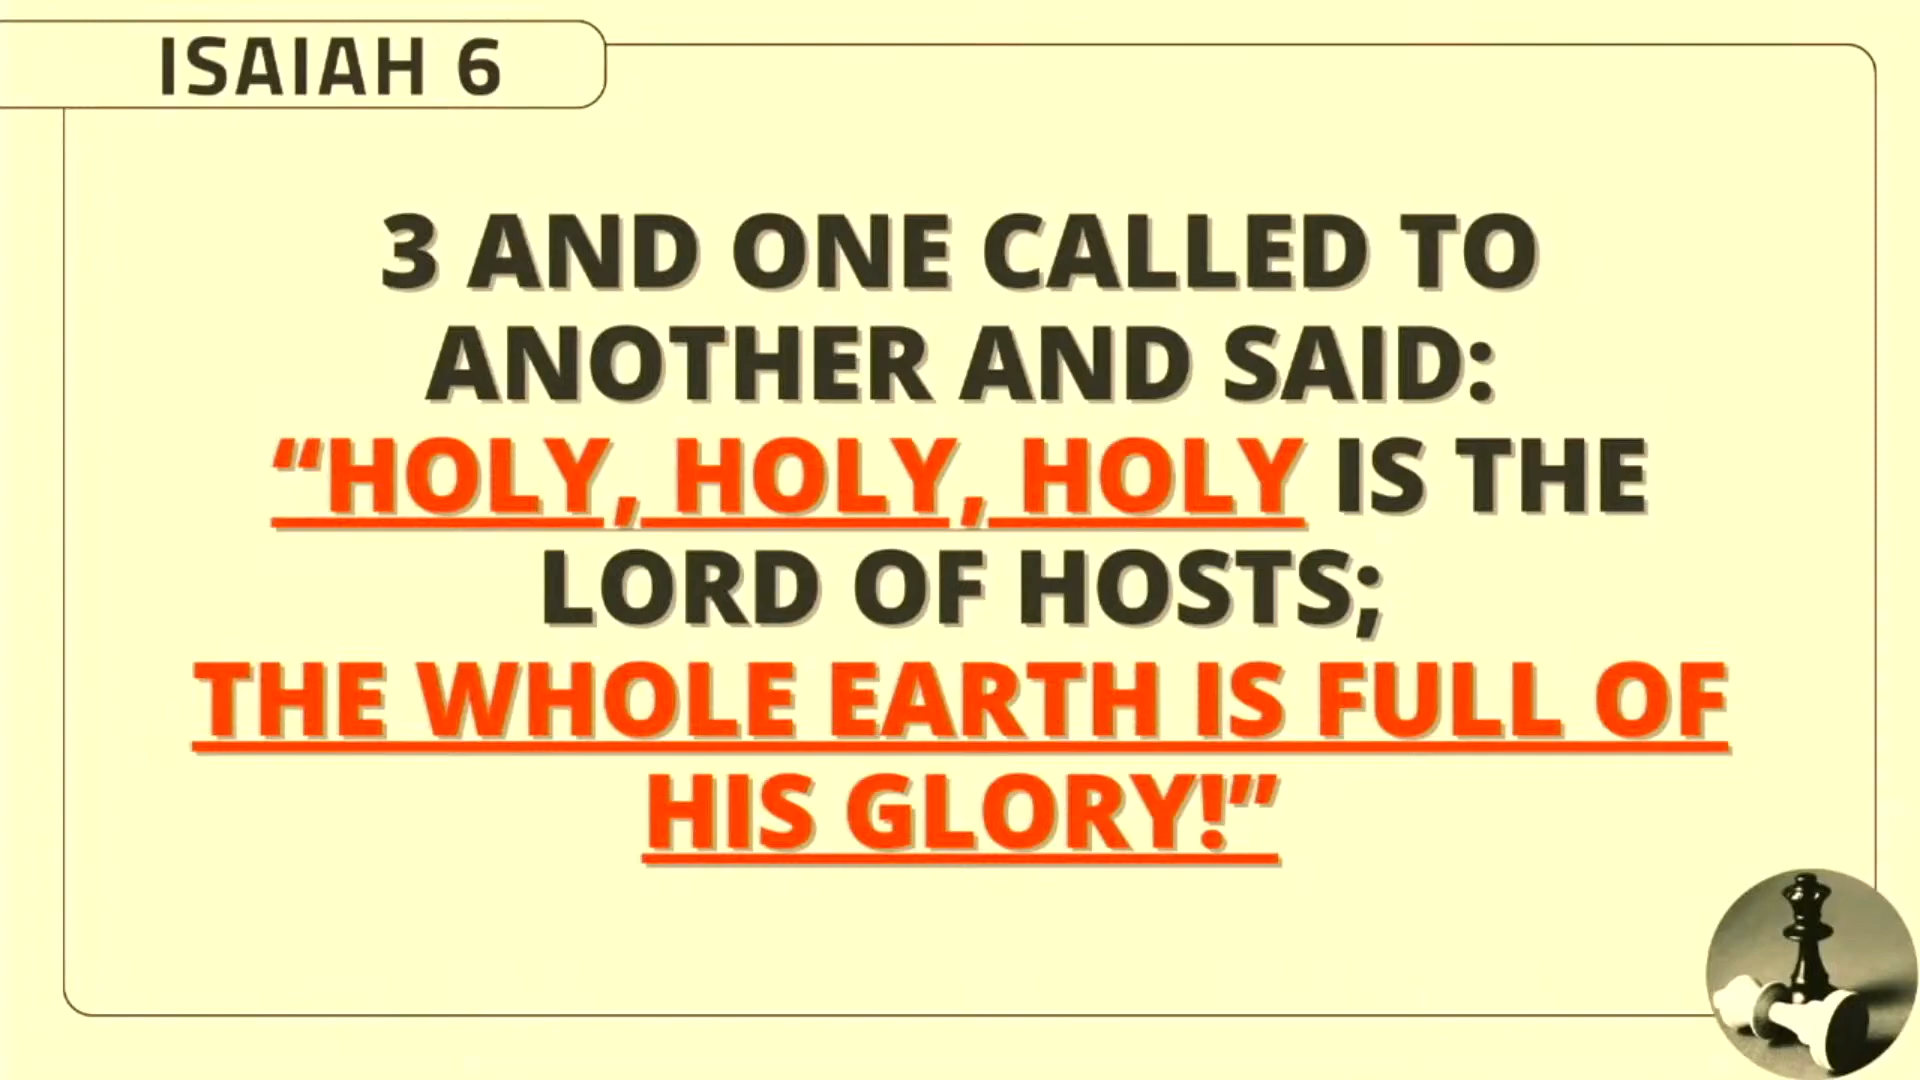 ISAIAH 6
3 AND ONE CALLED TO
ANOTHER AND SAID:
“HOLY, HOLY, HOLY IS THE
LORD OF HOSTS;
THE WHOLE EARTH IS FULL OF
HIS GLORY!”